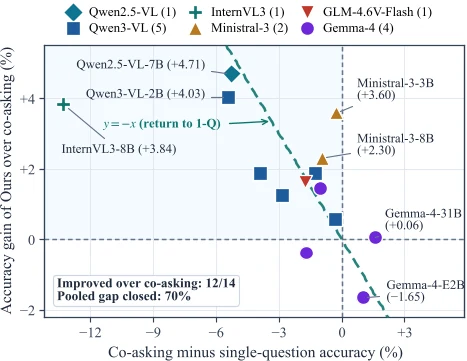 Qwen2.5-VL (1)
InternVL3 (1)
GLM-4.6V-Flash (1)
Qwen3-VL (5)
Ministral-3 (2)
Gemma-4 (4)
Accuracy gain of Ours over co-asking (%)
+4
+2
0
−2
Qwen2.5-VL-7B (+4.71)
Qwen3-VL-2B (+4.03)
y=−x (return to 1-Q)
InternVL3-8B (+3.84)
Ministral-3-3B
(+3.60)
Ministral-3-8B
(+2.30)
Gemma-4-31B
(+0.06)
Gemma-4-E2B
(−1.65)
Improved over co-asking: 12/14
Pooled gap closed: 70%
−12
−9
−6
−3
0
+3
Co-asking minus single-question accuracy (%)